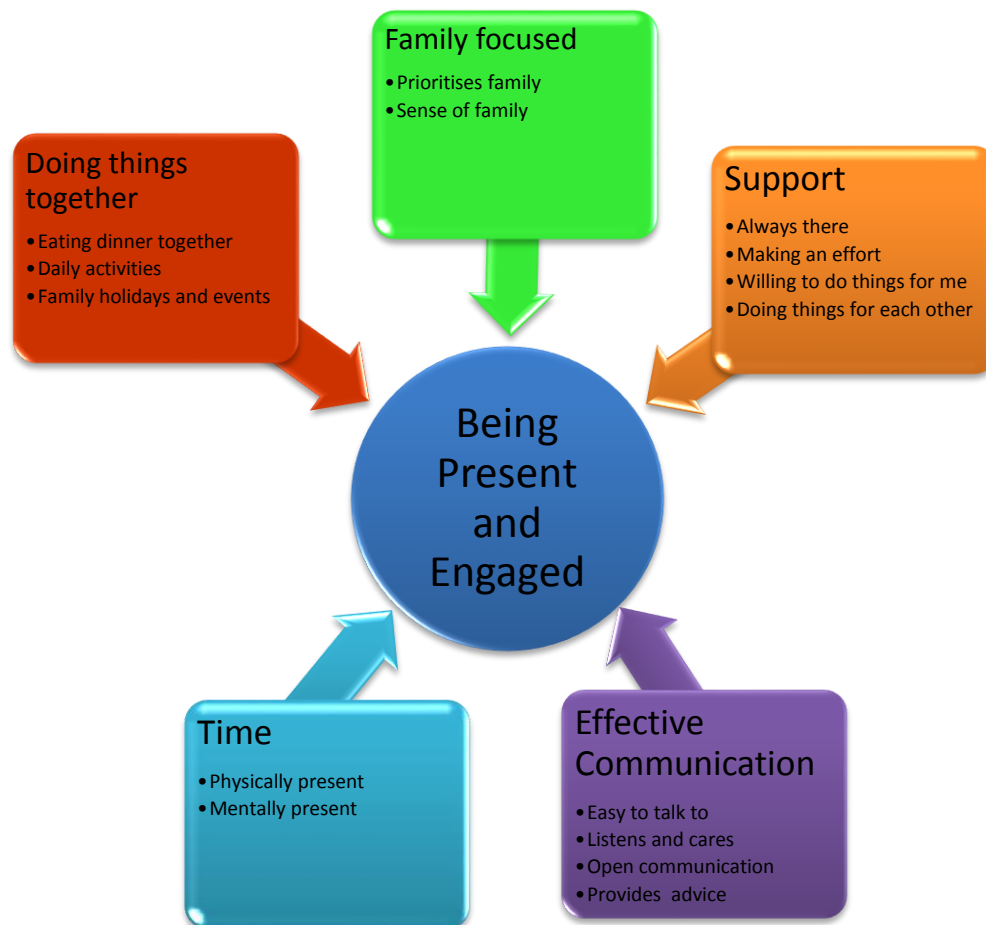 Family focused
•Prioritises family
•Sense of family
Doing things
together
•Eating dinner together
•Daily activities
•Family holidays and events
Support
•Always there
•Making an effort
•Willing to do things for me
•Doing things for each other
Being
Present
and
Engaged
Time
•Physically present
•Mentally present
Effective
Communication
•Easy to talk to
•Listens and cares
•Open communication
•Provides  advice